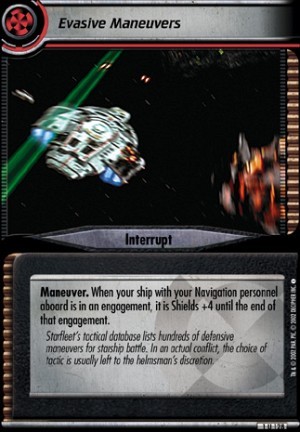 Evasive Maneuvers
Interrupt
Maneuver. When your ship with your Navigation personnel
aboard is in an engagement, it is Shields +4 until the end of
that engagement.
Starfleet's tactical database lists hundreds of defensive
maneuvers for starship battle. In an actual conflict, the choice of
tactic is usually left to the helmsman's discretion.